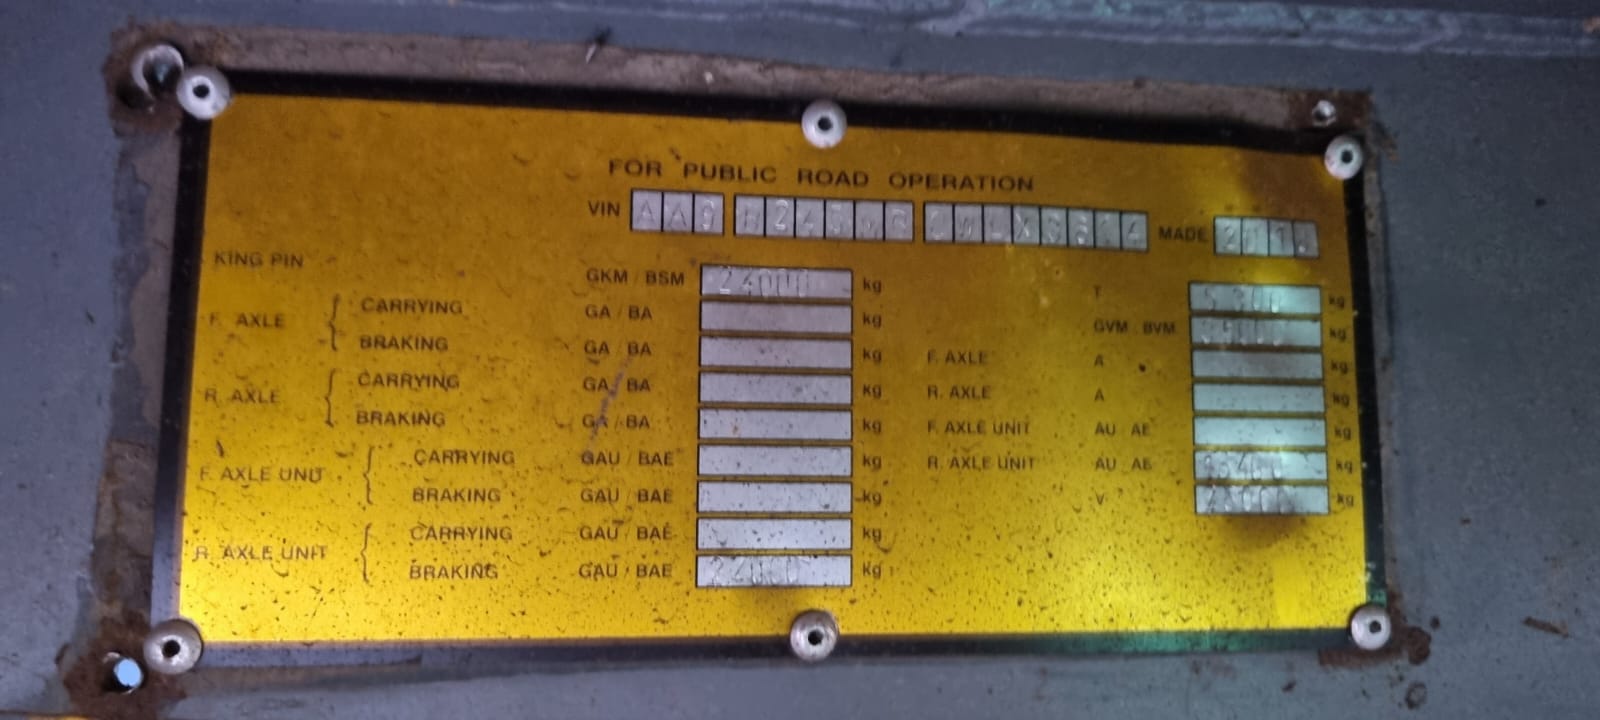 FOR PUBLIC ROAD OPERATION
VIN MADE
KING PIN GKM / BSM 24000 kg T kg
F. AXLE CARRYING GA / BA kg GVM / BVM kg
BRAKING GA / BA kg F. AXLE A
R. AXLE CARRYING GA / BA kg R. AXLE A kg
BRAKING GA / BA kg F. AXLE UNIT AU AE kg
F. AXLE UNIT CARRYING GAU / BAE kg R. AXLE UNIT AU AE kg
BRAKING GAU / BAE kg V kg
R. AXLE UNIT CARRYING GAU / BAE kg
BRAKING GAU / BAE kg